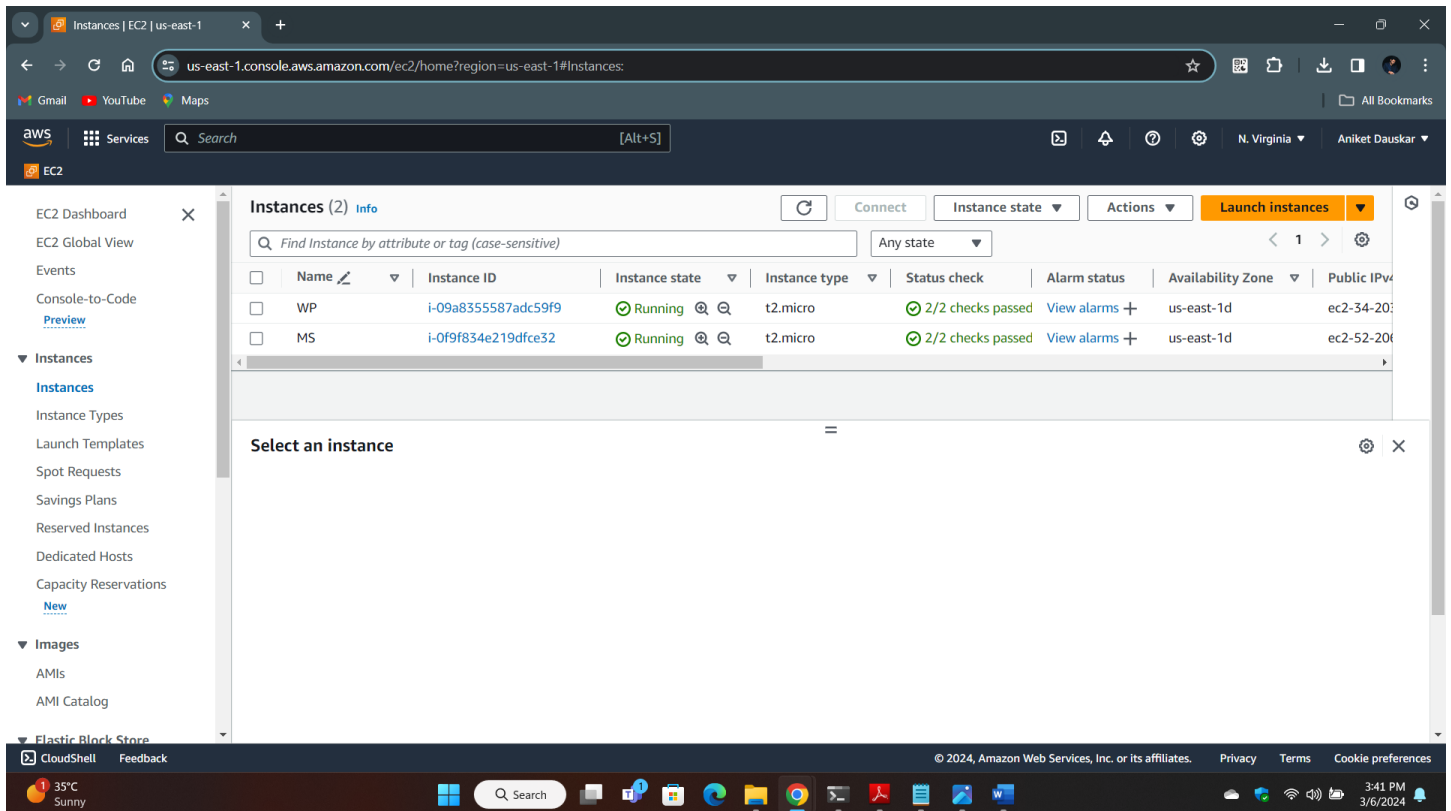 Instances | EC2 | us-east-1
us-east-1.console.aws.amazon.com/ec2/home?region=us-east-1#Instances:
Gmail YouTube Maps All Bookmarks
aws Services Search [Alt+S] N. Virginia Aniket Dauskar
EC2
EC2 Dashboard
EC2 Global View
Events
Console-to-Code
Preview
Instances
Instances
Instance Types
Launch Templates
Spot Requests
Savings Plans
Reserved Instances
Dedicated Hosts
Capacity Reservations
New
Images
AMIs
AMI Catalog
Elastic Block Store
Instances (2) Info Connect Instance state Actions Launch instances
Find Instance by attribute or tag (case-sensitive) Any state 1
Name Instance ID Instance state Instance type Status check Alarm status Availability Zone Public IPv4
WP i-09a8355587adc59f9 Running t2.micro 2/2 checks passed View alarms us-east-1d ec2-34-203
MS i-0f9f834e219dfce32 Running t2.micro 2/2 checks passed View alarms us-east-1d ec2-52-206
Select an instance
CloudShell Feedback © 2024, Amazon Web Services, Inc. or its affiliates. Privacy Terms Cookie preferences
1 35°C Search 1 3:41 PM
Sunny 3/6/2024